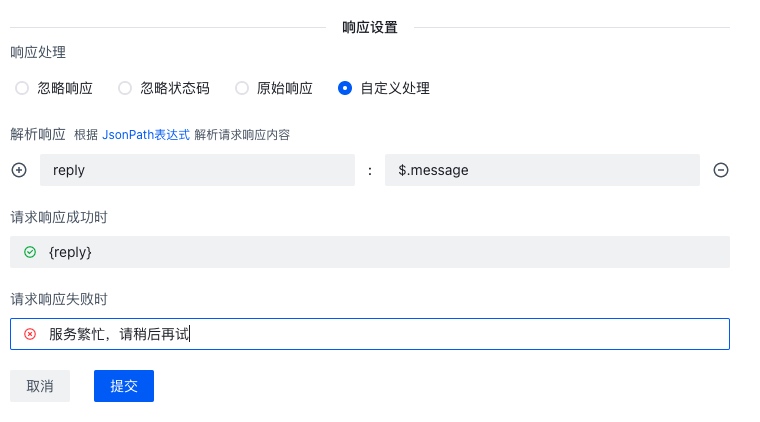 响应设置
响应处理
忽略响应 忽略状态码 原始响应 自定义处理
解析响应 根据 JsonPath表达式 解析请求响应内容
reply : $.message
请求响应成功时
{reply}
请求响应失败时
服务繁忙，请稍后再试
取消 提交